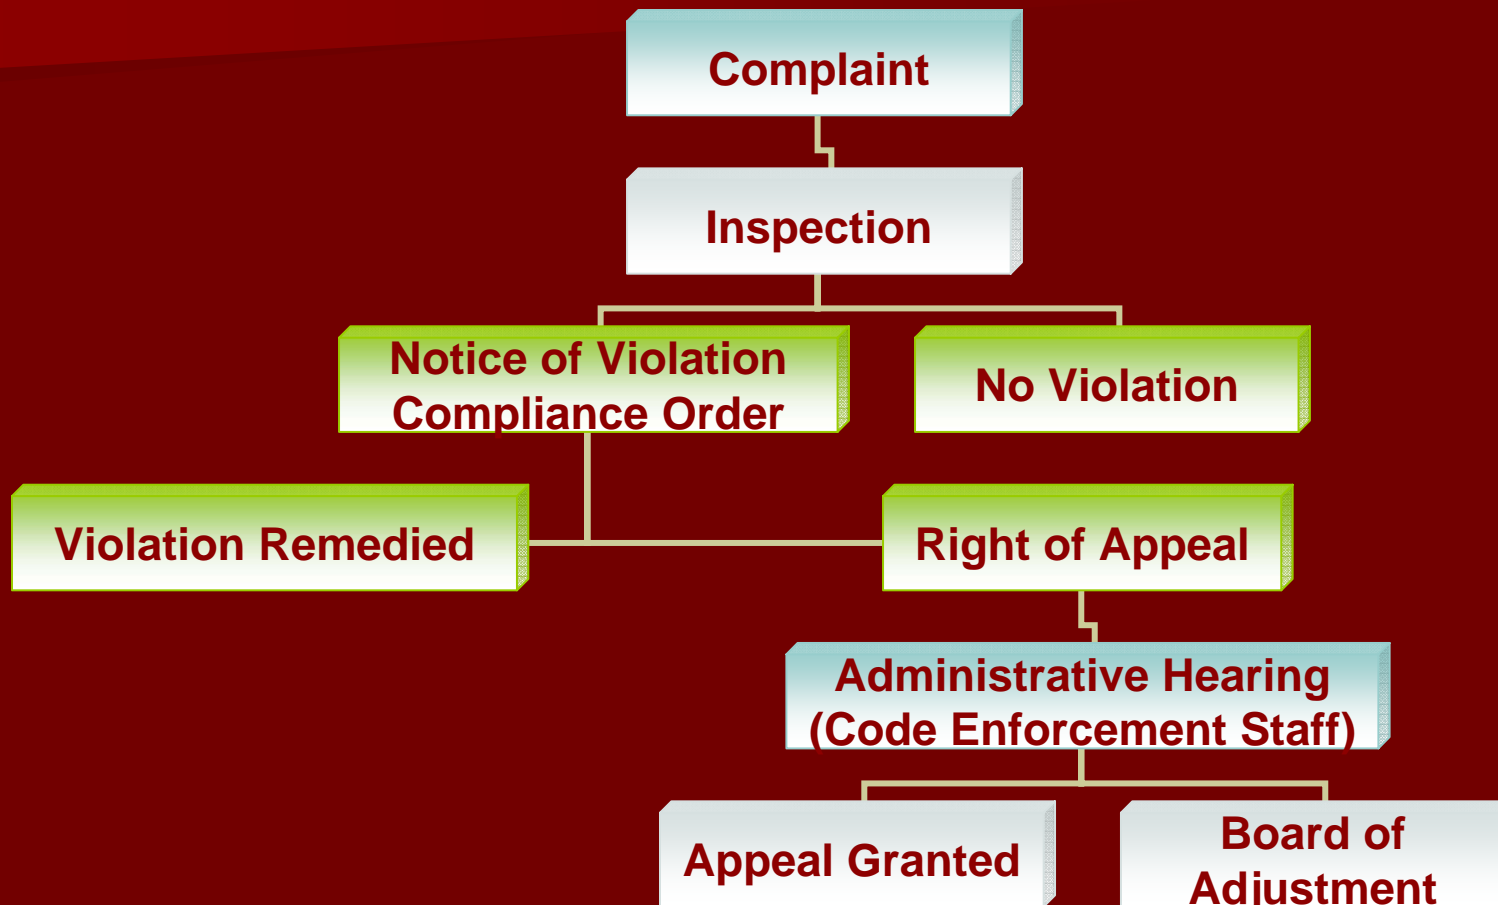 Complaint
Inspection
Notice of Violation
Compliance Order
No Violation
Violation Remedied
Right of Appeal
Administrative Hearing
(Code Enforcement Staff)
Appeal Granted
Board of
Adjustment